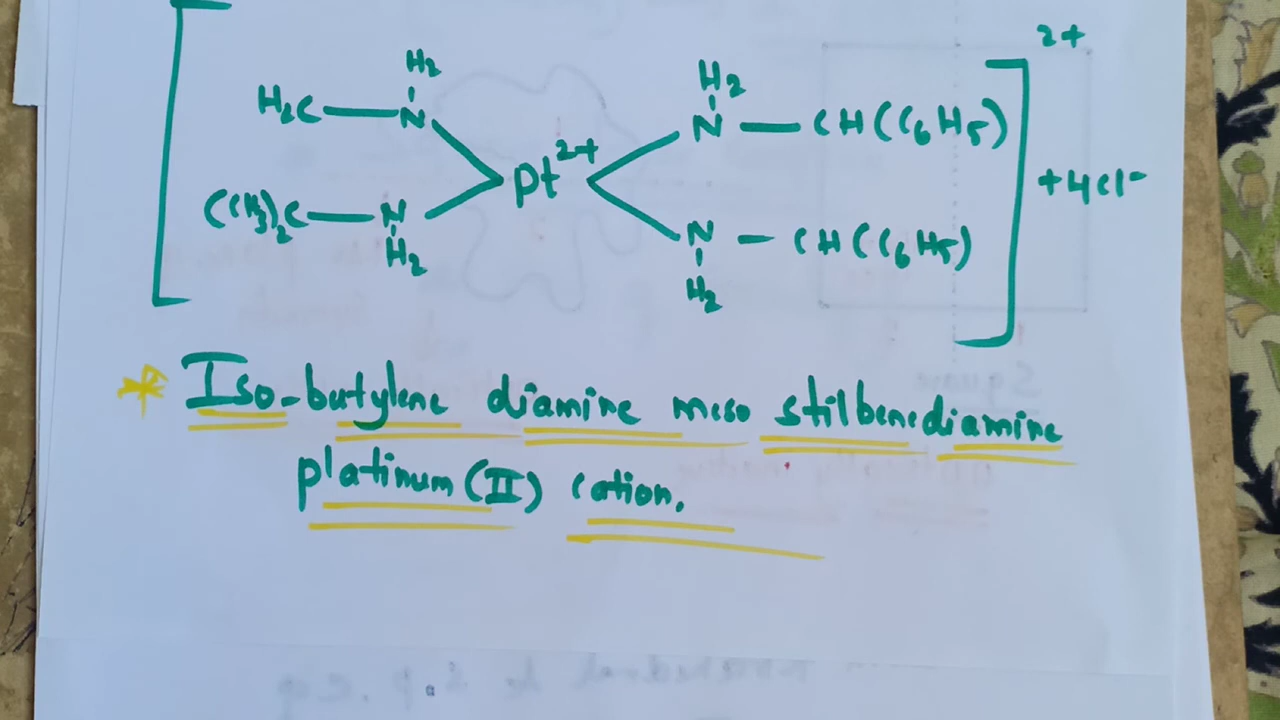 2+
H2 H2
H2C — N N — CH(C6H5)
Pt2+ +4Cl-
(CH3)2C — N N — CH(C6H5)
H2 H2
* Iso-butylene diamine meso stilbenediamine
platinum (II) cation.